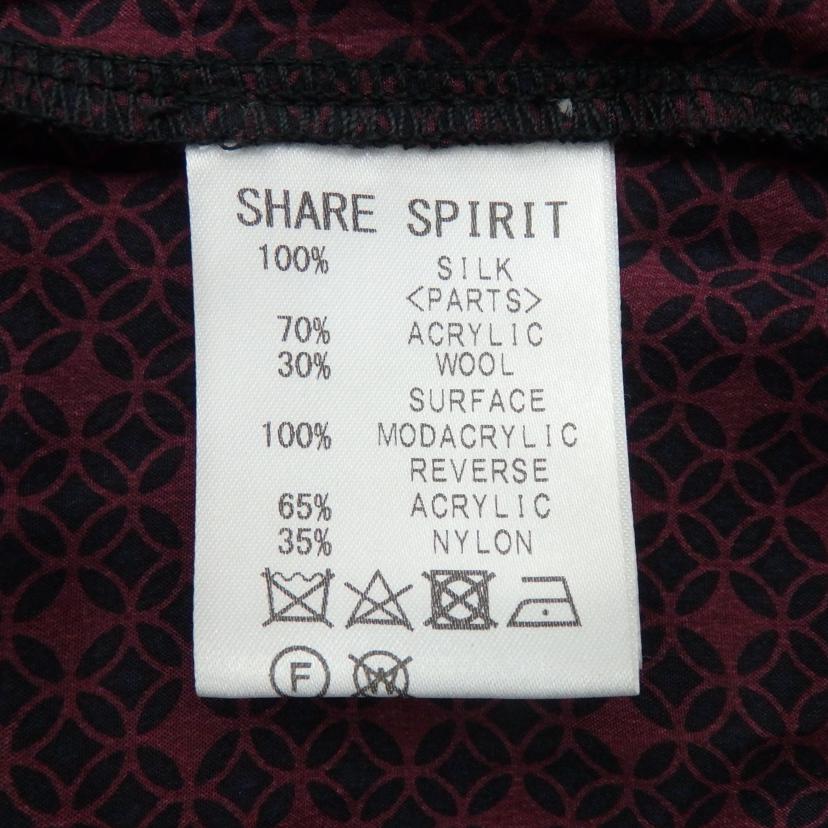 SHARE SPIRIT
100% SILK
<PARTS>
70% ACRYLIC
30% WOOL
SURFACE
100% MODACRYLIC
REVERSE
65% ACRYLIC
35% NYLON
F W